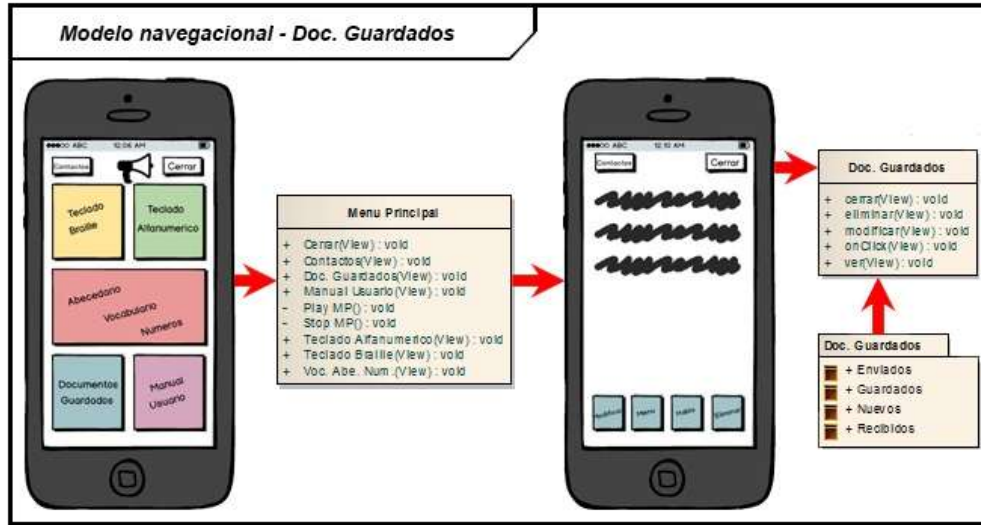 Modelo navegacional - Doc. Guardados
●●●○○ ABC 12:06 AM
Contactos
Cerrar
Teclado
Braille
Teclado
Alfanumerico
Abecedario
Vocabulario
Numeros
Documentos
Guardados
Manual
Usuario
Menu Principal
+ Cerrar(View) : void
+ Contactos(View) : void
+ Doc. Guardados(View) : void
+ Manual Usuario(View) : void
- Play MP() : void
- Stop MP() : void
+ Teclado Alfanumerico(View) : void
+ Teclado Braille(View) : void
+ Voc. Abe. Num.(View) : void
●●●○○ ABC 12:12 AM
Contactos
Cerrar
Modificar
Menu
Eliminar
Doc. Guardados
+ cerrar(View) : void
+ eliminar(View) : void
+ modificar(View) : void
+ onClick(View) : void
+ ver(View) : void
Doc. Guardados
+ Enviados
+ Guardados
+ Nuevos
+ Recibidos